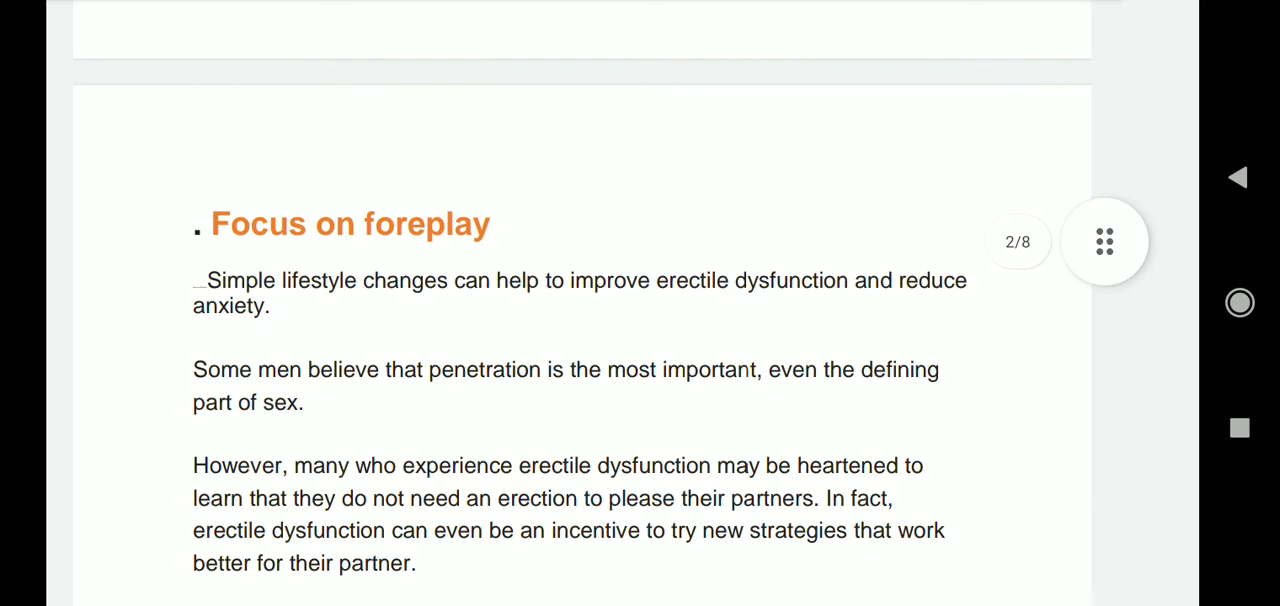 . Focus on foreplay
Simple lifestyle changes can help to improve erectile dysfunction and reduce
anxiety.
2/8
Some men believe that penetration is the most important, even the defining
part of sex.
However, many who experience erectile dysfunction may be heartened to
learn that they do not need an erection to please their partners. In fact,
erectile dysfunction can even be an incentive to try new strategies that work
better for their partner.